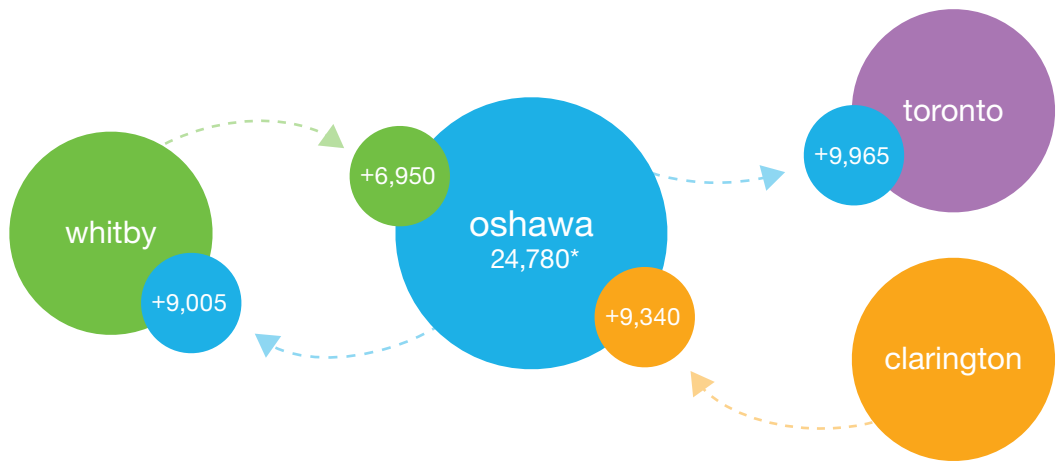 toronto
+9,965
+6,950
oshawa
24,780*
whitby
+9,005
+9,340
clarington